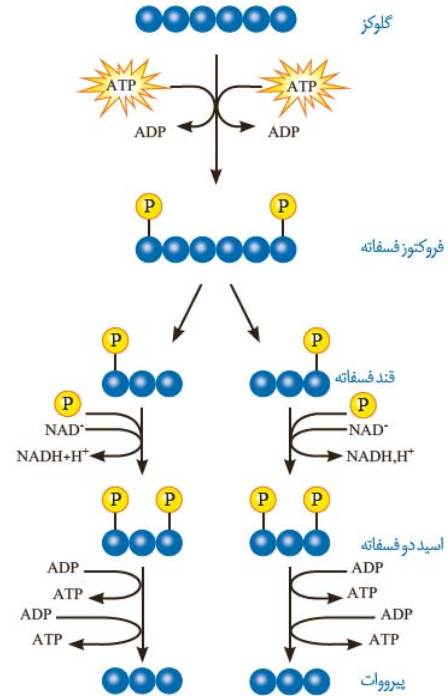 گلوکز
ATP ATP
ADP ADP
P P
فروکتوز فسفاته
P P
قند فسفاته
P P
NAD⁻ NAD⁻
NADH+H⁺ NADH,H⁺
P P P P
اسید دو فسفاته
ADP ADP
ATP ATP
ADP ADP
ATP ATP
پیرووات